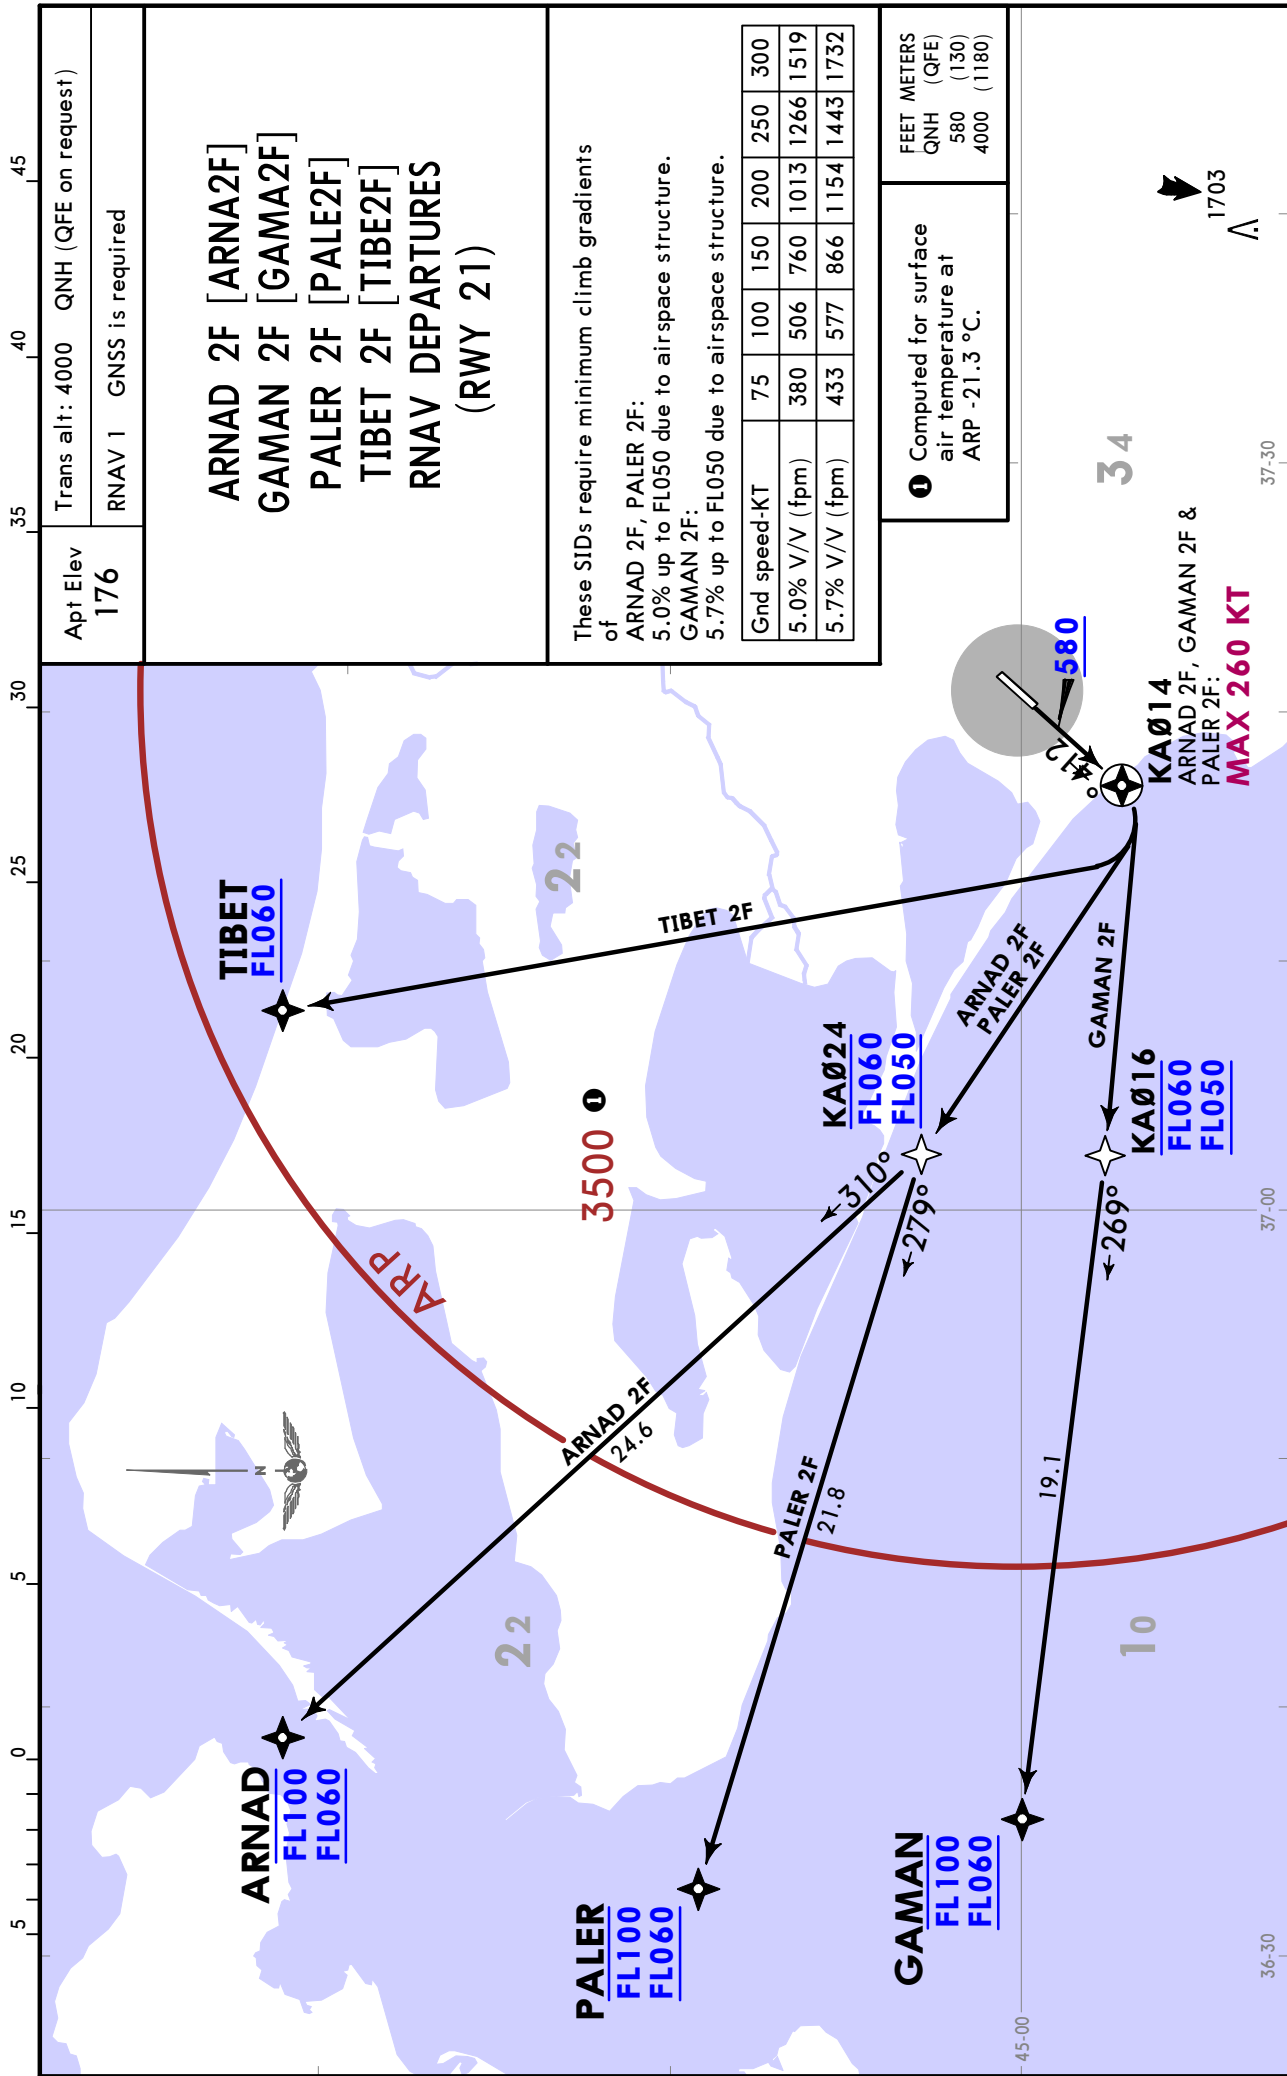 Apt Elev
176
Trans alt: 4000 QNH (QFE on request)
RNAV 1 GNSS is required
ARNAD 2F [ARNA2F]
GAMAN 2F [GAMA2F]
PALER 2F [PALE2F]
TIBET 2F [TIBE2F]
RNAV DEPARTURES
(RWY 21)
These SIDs require minimum climb gradients
of
ARNAD 2F, PALER 2F:
5.0% up to FL050 due to airspace structure.
GAMAN 2F:
5.7% up to FL050 due to airspace structure.
Gnd speed-KT 75 100 150 200 250 300
5.0% V/V (fpm) 380 506 760 1013 1266 1519
5.7% V/V (fpm) 433 577 866 1154 1443 1732
❶ Computed for surface
air temperature at
ARP -21.3 °C.
FEET METERS
QNH (QFE)
580 (130)
4000 (1180)
5 0 5 10 15 20 25 30 35 40 45
ARNAD
FL100
FL060
TIBET
FL060
ARP
N
22
22
3500 ❶
TIBET 2F
ARNAD 2F
24.6
PALER
FL100
FL060
PALER 2F
21.8
KAØ24
FL060
FL050
310°
279°
ARNAD 2F
PALER 2F
GAMAN
FL100
FL060
19.1
269°
GAMAN 2F
KAØ16
FL060
FL050
580
KAØ14
ARNAD 2F, GAMAN 2F &
PALER 2F:
MAX 260 KT
34
10
1703
45-00
36-30
37-00
37-30